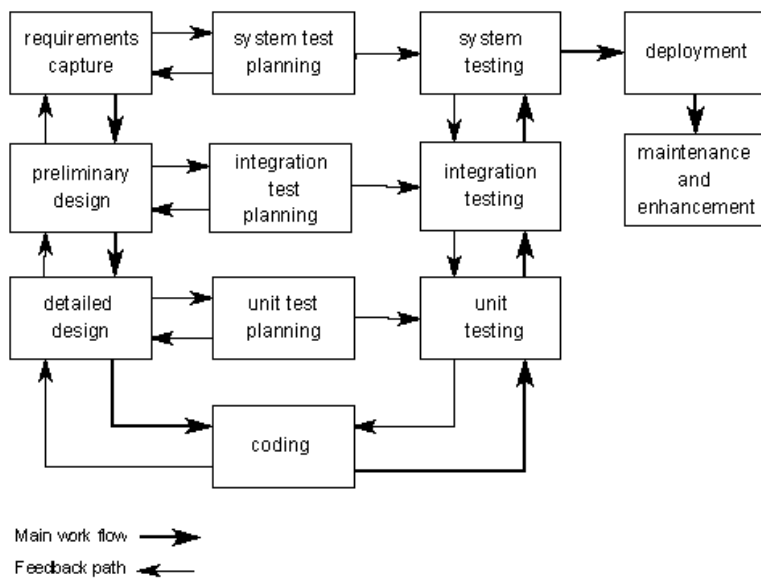 requirements
capture
system test
planning
system
testing
deployment
preliminary
design
integration
test
planning
integration
testing
maintenance
and
enhancement
detailed
design
unit test
planning
unit
testing
coding
Main work flow
Feedback path